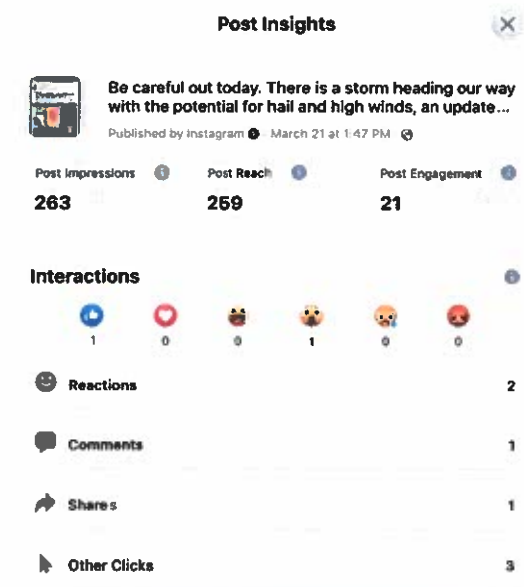 Post Insights
Be careful out today. There is a storm heading our way
with the potential for hail and high winds, an update...
Published by Instagram · March 21 at 1:47 PM
Post Impressions
Post Reach
Post Engagement
263
259
21
Interactions
1
0
0
1
0
0
Reactions
2
Comments
1
Shares
1
Other Clicks
3